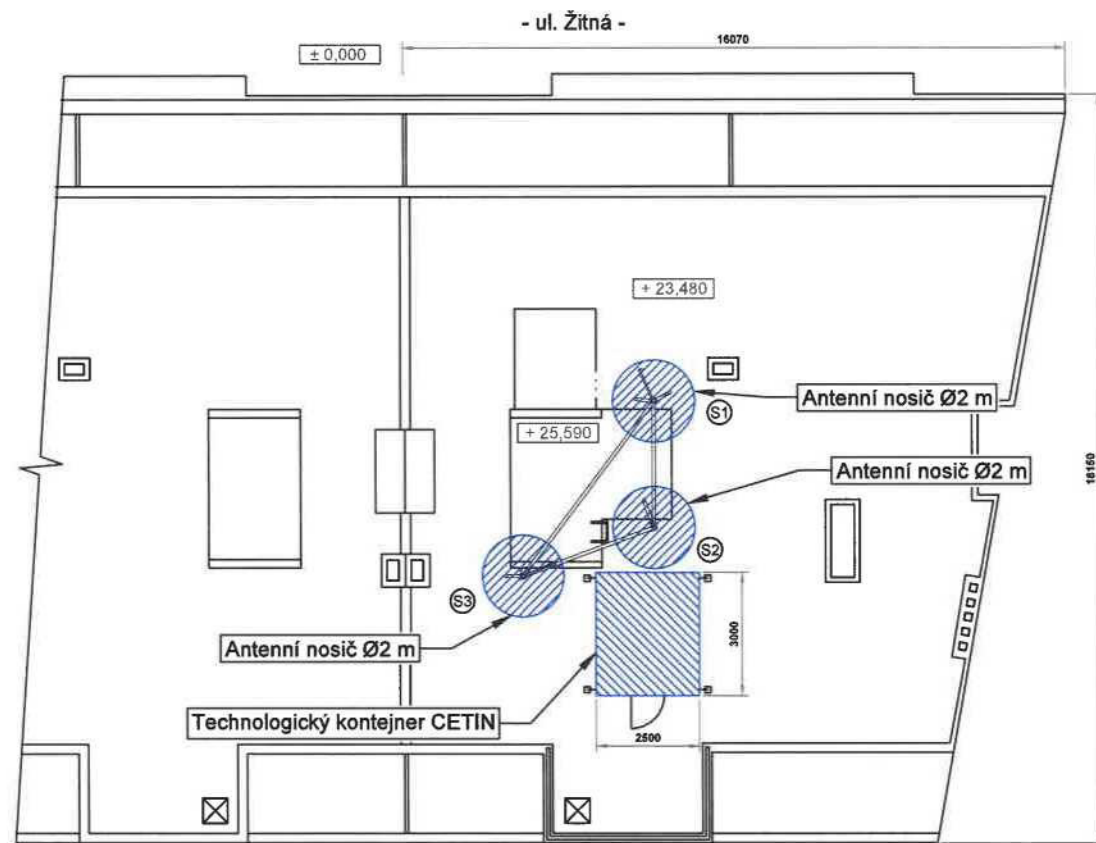 - ul. Žitná -
± 0,000
16070
+ 23,480
Antenní nosič Ø2 m
S1
+ 25,590
Antenní nosič Ø2 m
18150
S2
S3
Antenní nosič Ø2 m
3000
Technologický kontejner CETIN
2500